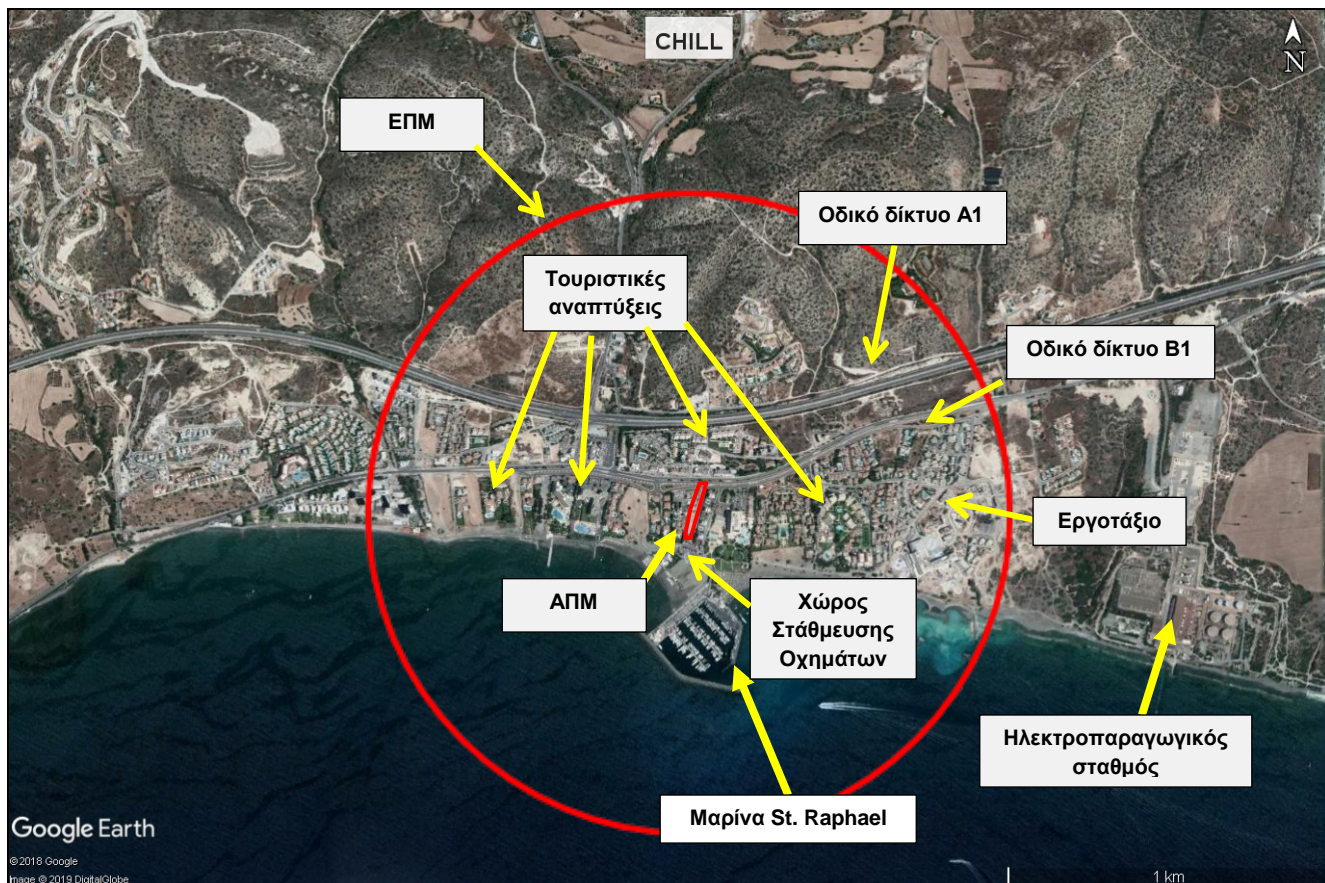 CHILL
N
ΕΠΜ
Οδικό δίκτυο Α1
Τουριστικές
αναπτύξεις
Οδικό δίκτυο Β1
Εργοτάξιο
ΑΠΜ
Χώρος
Στάθμευσης
Οχημάτων
Ηλεκτροπαραγωγικός
σταθμός
Μαρίνα St. Raphael
Google Earth
©2018 Google
Image © 2019 DigitalGlobe
1 km